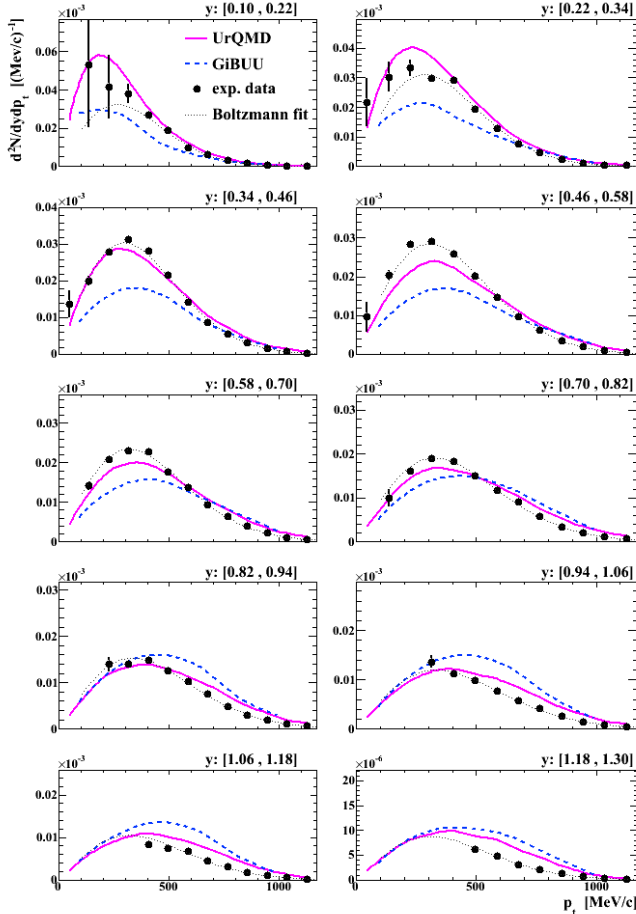 y: [0.10 , 0.22]
×10⁻³
0.06
0.04
0.02
0
d²N/dydpₜ [(Mev/c)⁻¹]
UrQMD
GiBUU
exp. data
Boltzmann fit
y: [0.22 , 0.34]
×10⁻³
0.04
0.03
0.02
0.01
0
y: [0.34 , 0.46]
×10⁻³
0.04
0.03
0.02
0.01
0
y: [0.46 , 0.58]
×10⁻³
0.03
0.02
0.01
0
y: [0.58 , 0.70]
×10⁻³
0.03
0.02
0.01
0
y: [0.70 , 0.82]
×10⁻³
0.03
0.02
0.01
0
y: [0.82 , 0.94]
×10⁻³
0.02
0.01
0
y: [0.94 , 1.06]
×10⁻³
0.03
0.02
0.01
0
y: [1.06 , 1.18]
×10⁻³
0.02
0.01
0
0 500 1000
y: [1.18 , 1.30]
×10⁻⁶
20
15
10
5
0
0 500 1000
pₜ [MeV/c]